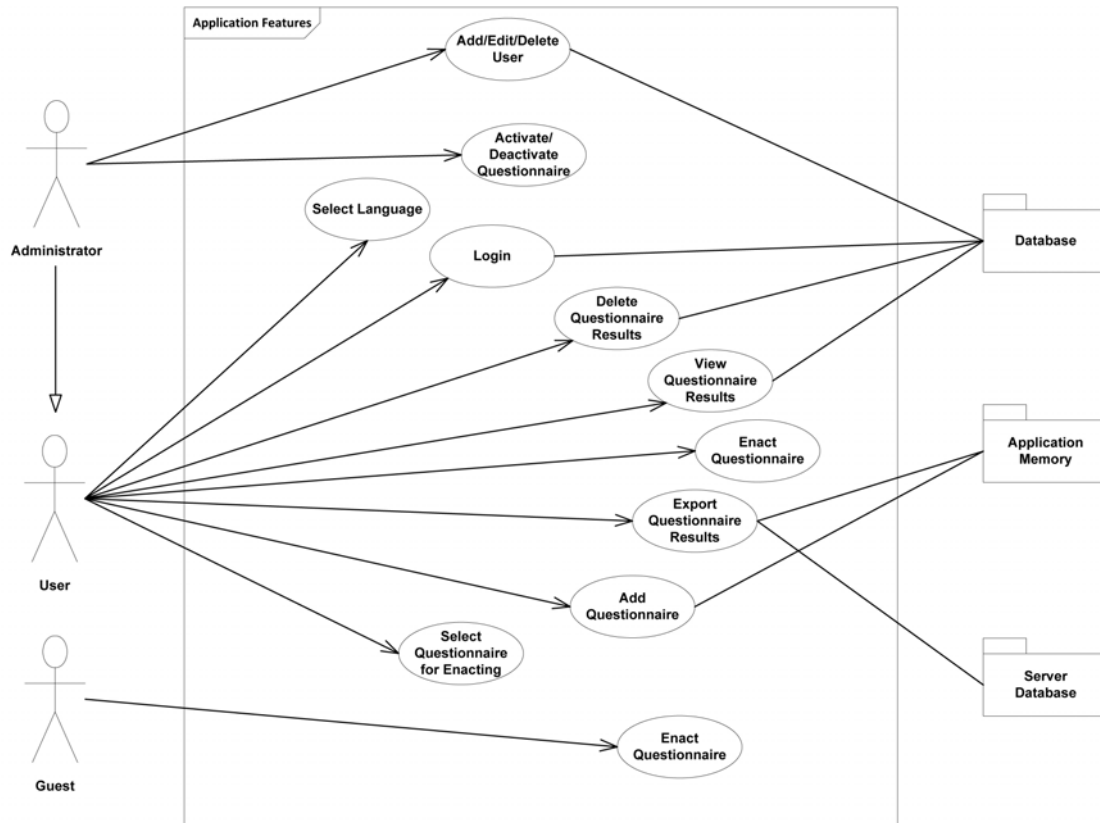 Application Features
Add/Edit/Delete
User
Activate/
Deactivate
Questionnaire
Select Language
Administrator
Login
Database
Delete
Questionnaire
Results
View
Questionnaire
Results
Enact
Questionnaire
Application
Memory
Export
Questionnaire
Results
User
Add
Questionnaire
Select
Questionnaire
for Enacting
Server
Database
Enact
Questionnaire
Guest